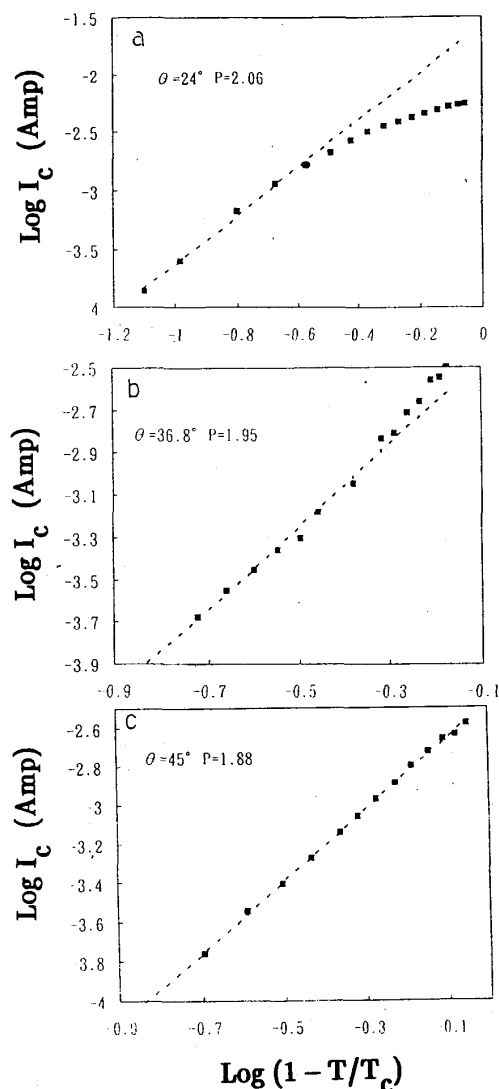 -1.5
a
θ=24° P=2.06
-2
-2.5
-3
-3.5
4
Log I_C (Amp)
-1.2 -1 -0.8 -0.6 -0.4 -0.2 0
-2.5
b
θ=36.8° P=1.95
-2.7
-2.9
-3.1
-3.3
-3.5
-3.7
-3.9
Log I_C (Amp)
-0.9 -0.7 -0.5 -0.3 -0.1
c
-2.6
θ=45° P=1.88
-2.8
-3
-3.2
-3.4
-3.6
-3.8
-4
Log I_C (Amp)
-0.9 -0.7 -0.5 -0.3 -0.1
Log (1 – T/T_C)